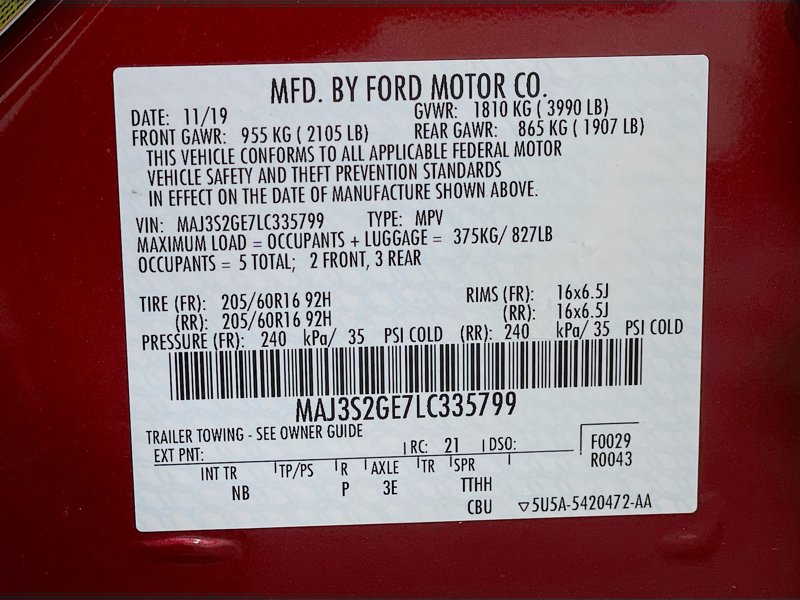 MFD. BY FORD MOTOR CO.
DATE: 11/19 GVWR: 1810 KG ( 3990 LB)
FRONT GAWR: 955 KG ( 2105 LB) REAR GAWR: 865 KG ( 1907 LB)
THIS VEHICLE CONFORMS TO ALL APPLICABLE FEDERAL MOTOR
VEHICLE SAFETY AND THEFT PREVENTION STANDARDS
IN EFFECT ON THE DATE OF MANUFACTURE SHOWN ABOVE.
VIN: MAJ3S2GE7LC335799 TYPE: MPV
MAXIMUM LOAD = OCCUPANTS + LUGGAGE = 375KG/ 827LB
OCCUPANTS = 5 TOTAL; 2 FRONT, 3 REAR
TIRE (FR): 205/60R16 92H RIMS (FR): 16x6.5J
(RR): 205/60R16 92H (RR): 16x6.5J
PRESSURE (FR): 240 kPa/ 35 PSI COLD (RR): 240 kPa/ 35 PSI COLD
MAJ3S2GE7LC335799
TRAILER TOWING - SEE OWNER GUIDE
EXT PNT: RC: 21 DSO: F0029
R0043
INT TR TP/PS R AXLE TR SPR
NB P 3E TTHH
CBU ▽5U5A-5420472-AA